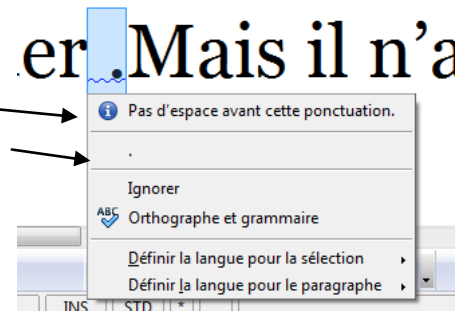 er .Mais il n’a
Pas d'espace avant cette ponctuation.
.
Ignorer
ABC Orthographe et grammaire
Définir la langue pour la sélection
Définir la langue pour le paragraphe
INS STD *